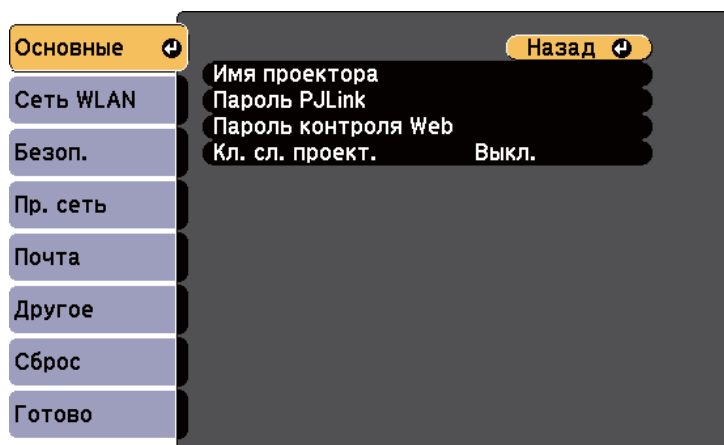 Основные
Сеть WLAN
Безоп.
Пр. сеть
Почта
Другое
Сброс
Готово
Назад
Имя проектора
Пароль PJLink
Пароль контроля Web
Кл. сл. проект. Выкл.